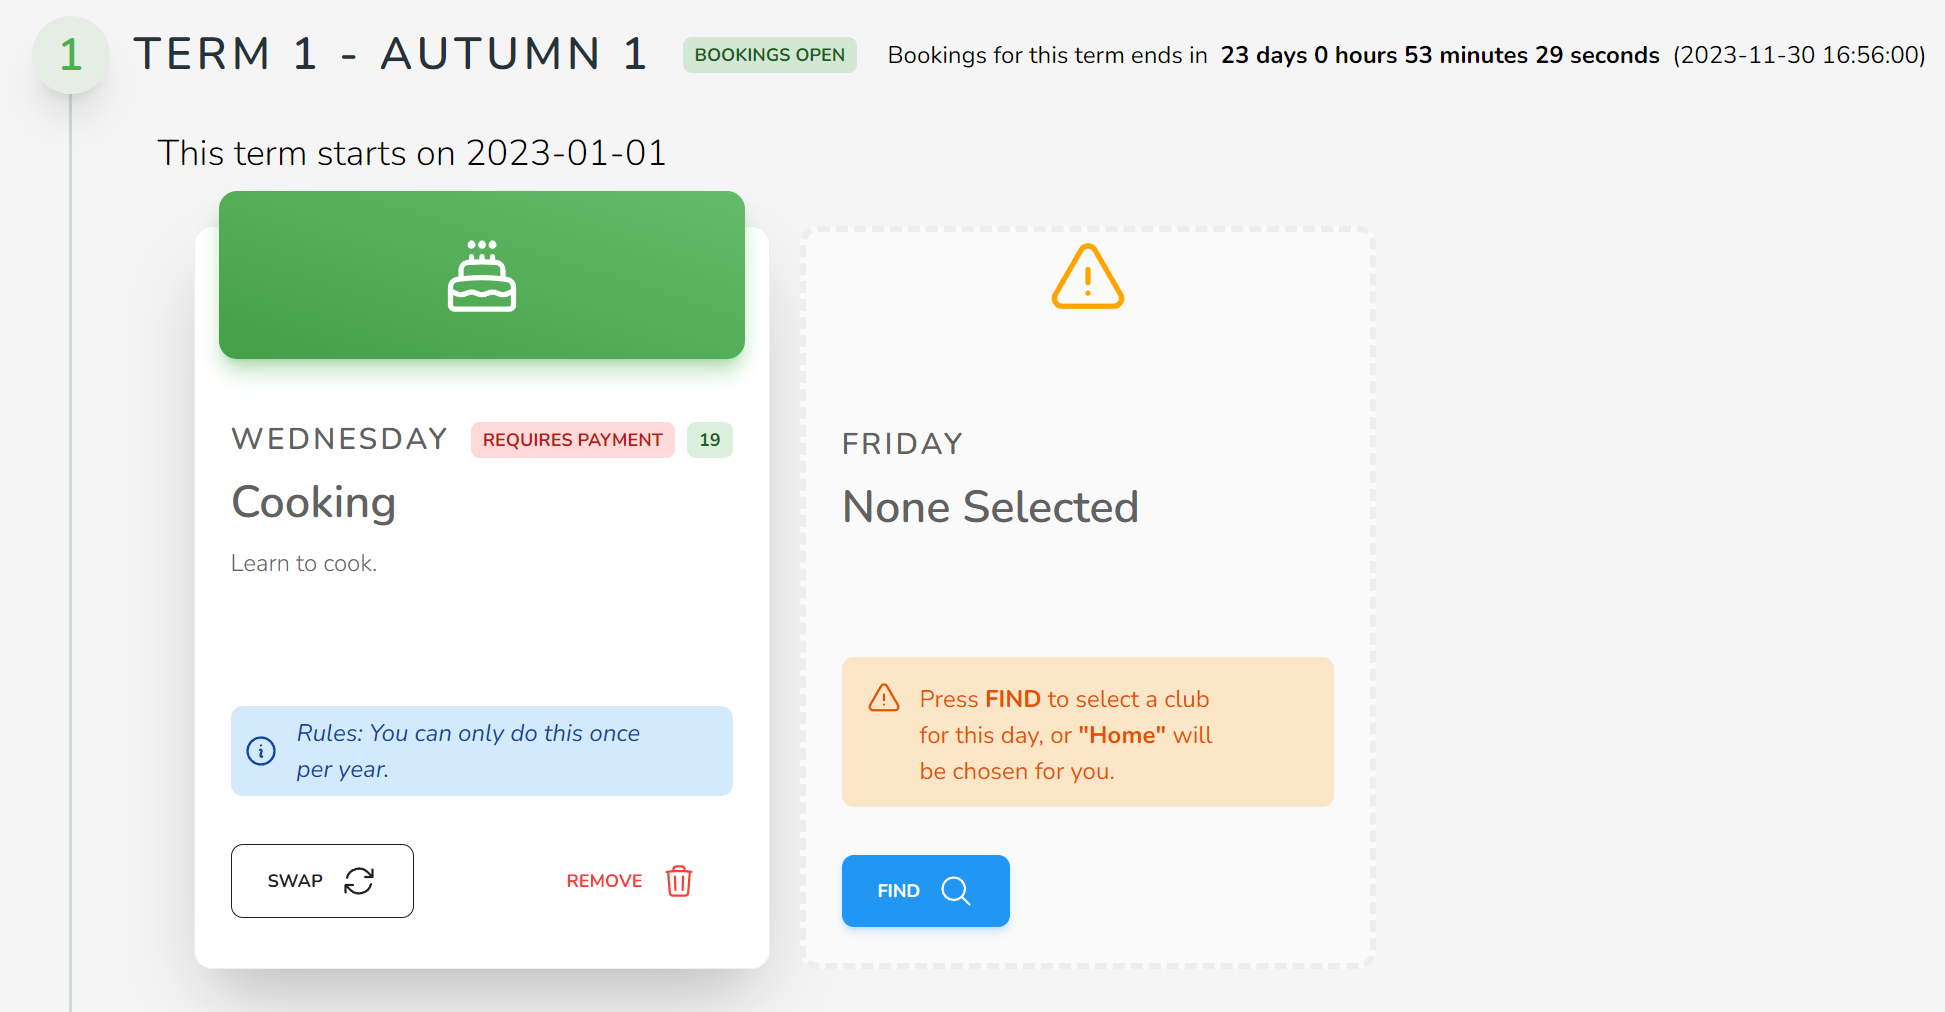 1 TERM 1 - AUTUMN 1 BOOKINGS OPEN Bookings for this term ends in 23 days 0 hours 53 minutes 29 seconds (2023-11-30 16:56:00)
This term starts on 2023-01-01
WEDNESDAY REQUIRES PAYMENT 19
Cooking
Learn to cook.
Rules: You can only do this once
per year.
SWAP REMOVE
FRIDAY
None Selected
Press FIND to select a club
for this day, or "Home" will
be chosen for you.
FIND